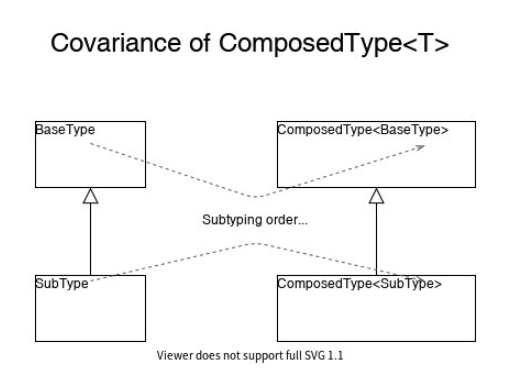 Covariance of ComposedType<T>
BaseType
ComposedType<BaseType>
Subtyping order...
SubType
ComposedType<SubType>
Viewer does not support full SVG 1.1